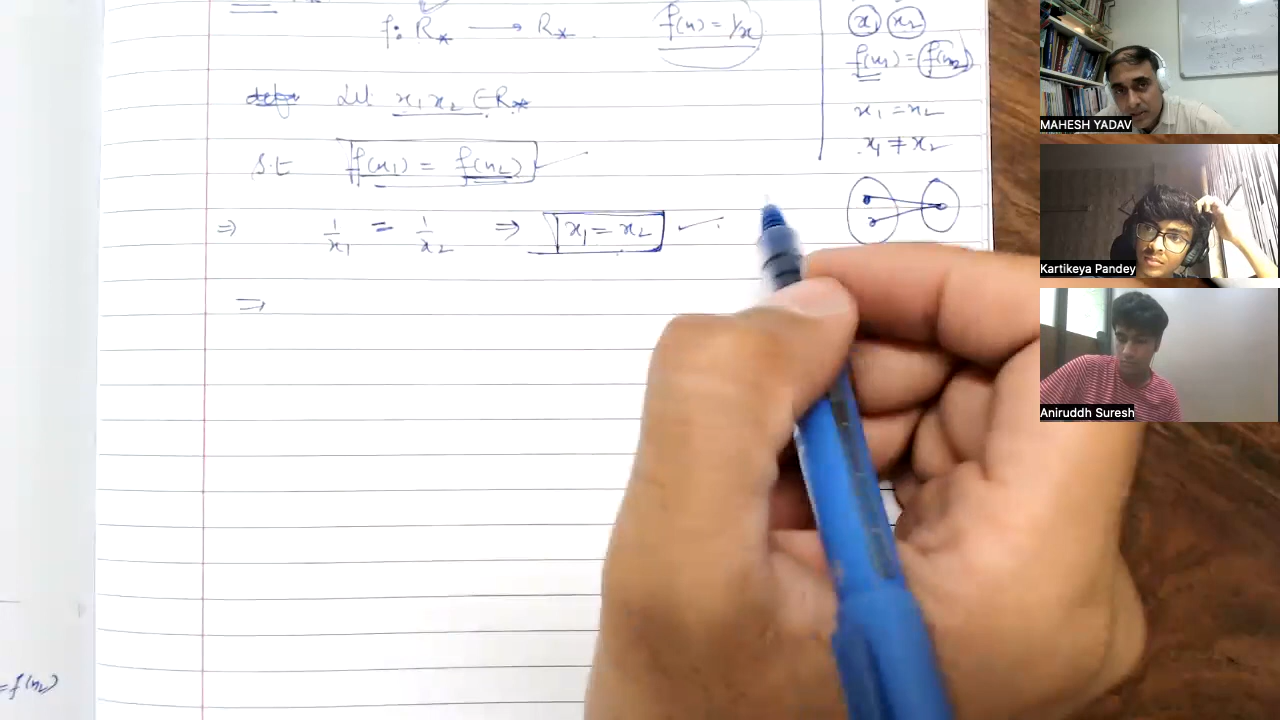 f: R* → R* f(x) = 1/x
Let x₁ x₂ ∈ R*
S.t f(x₁) = f(x₂)
⇒ 1/x₁ = 1/x₂ ⇒ x₁ = x₂
⇒
x₁ x₂
f(x₁) = f(x₂)
x₁ = x₂
x₁ ≠ x₂
= f(x₂)
MAHESH YADAV
Kartikeya Pandey
Aniruddh Suresh